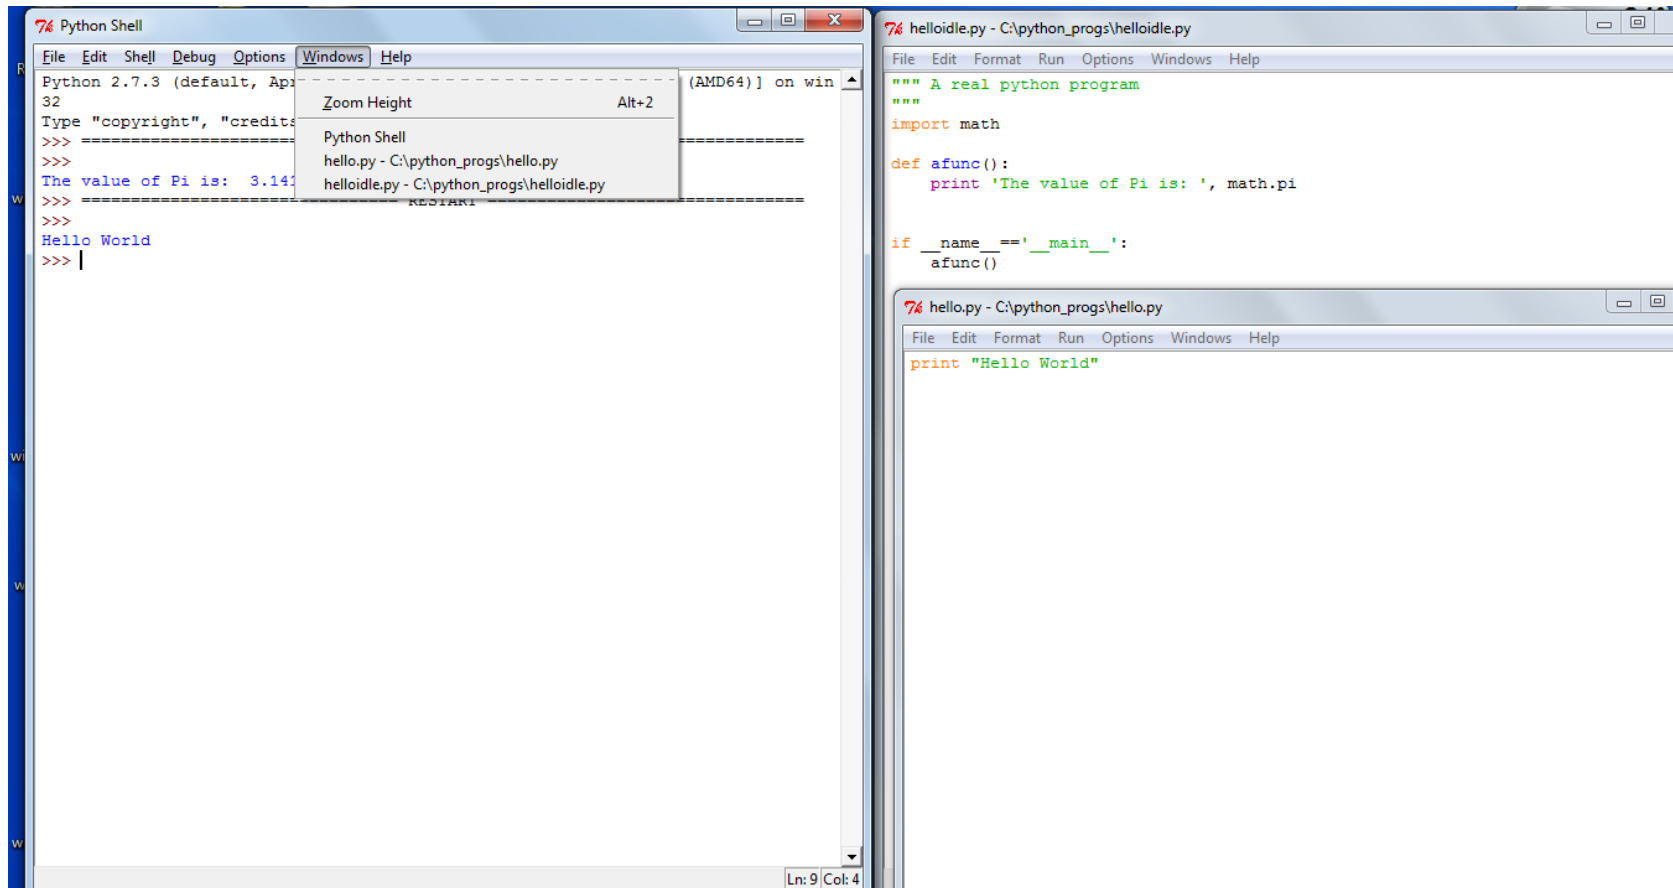 Python Shell
File Edit Shell Debug Options Windows Help
Python 2.7.3 (default, Apr (AMD64)] on win
32
Type "copyright", "credits
>>> ================================
>>>
The value of Pi is:  3.141
>>> ================================ RESTART ================================
>>>
Hello World
>>>
Zoom Height Alt+2
Python Shell
hello.py - C:\python_progs\hello.py
helloidle.py - C:\python_progs\helloidle.py
Ln: 9 Col: 4
helloidle.py - C:\python_progs\helloidle.py
File Edit Format Run Options Windows Help
""" A real python program
"""
import math
def afunc():
    print 'The value of Pi is: ', math.pi
if __name__=='__main__':
    afunc()
hello.py - C:\python_progs\hello.py
File Edit Format Run Options Windows Help
print "Hello World"